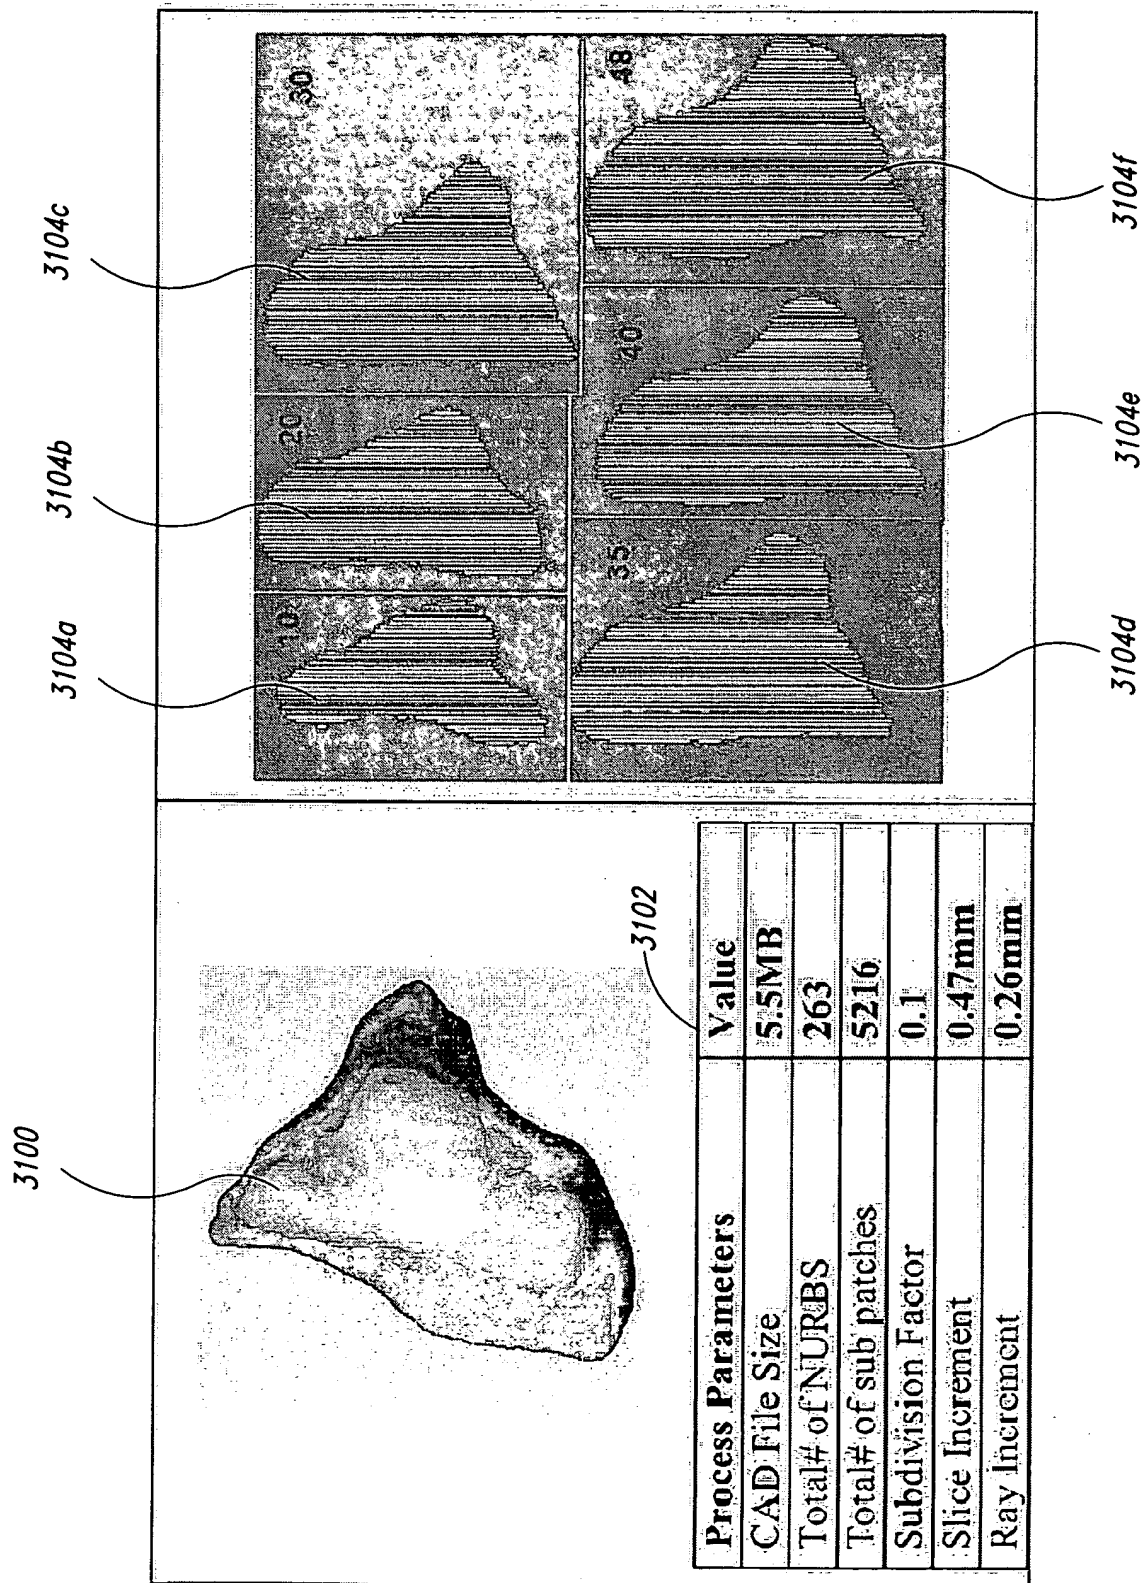 3100
3102
Process Parameters Value
CAD File Size 5.5MB
Total# of NURBS 263
Total# of sub patches 5216
Subdivision Factor 0.1
Slice Increment 0.47mm
Ray Increment 0.26mm
3104a
3104b
3104c
10
20
30
35
40
48
3104d
3104e
3104f